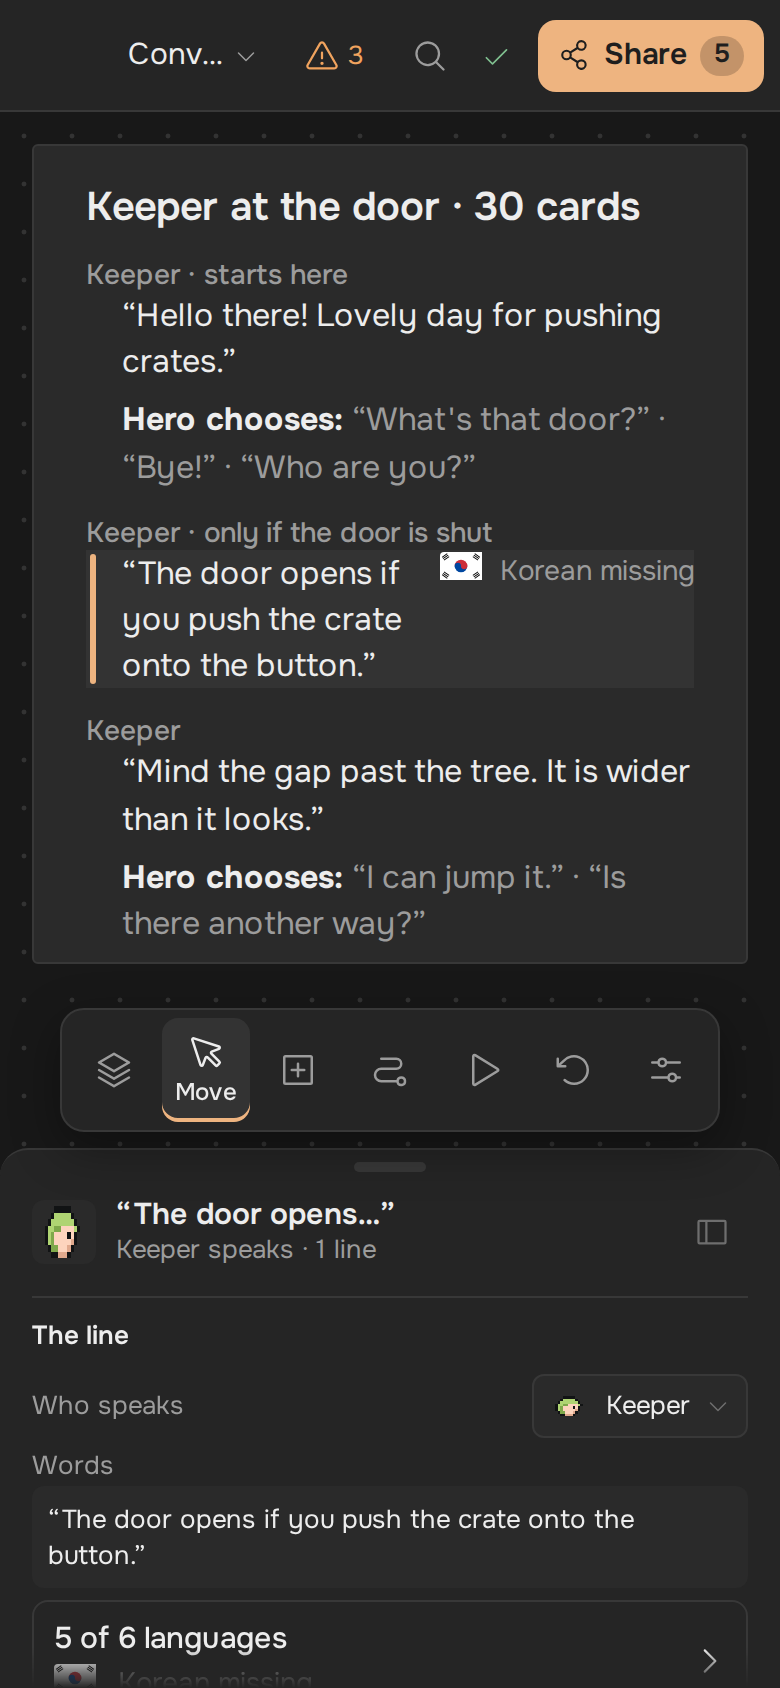 Conv...
3
Share 5
Keeper at the door · 30 cards
Keeper · starts here
“Hello there! Lovely day for pushing
crates.”
Hero chooses: “What's that door?” ·
“Bye!” · “Who are you?”
Keeper · only if the door is shut
“The door opens if
you push the crate
onto the button.”
Korean missing
Keeper
“Mind the gap past the tree. It is wider
than it looks.”
Hero chooses: “I can jump it.” · “Is
there another way?”
Move
“The door opens...”
Keeper speaks · 1 line
The line
Who speaks
Keeper
Words
“The door opens if you push the crate onto the
button.”
5 of 6 languages
Korean missing